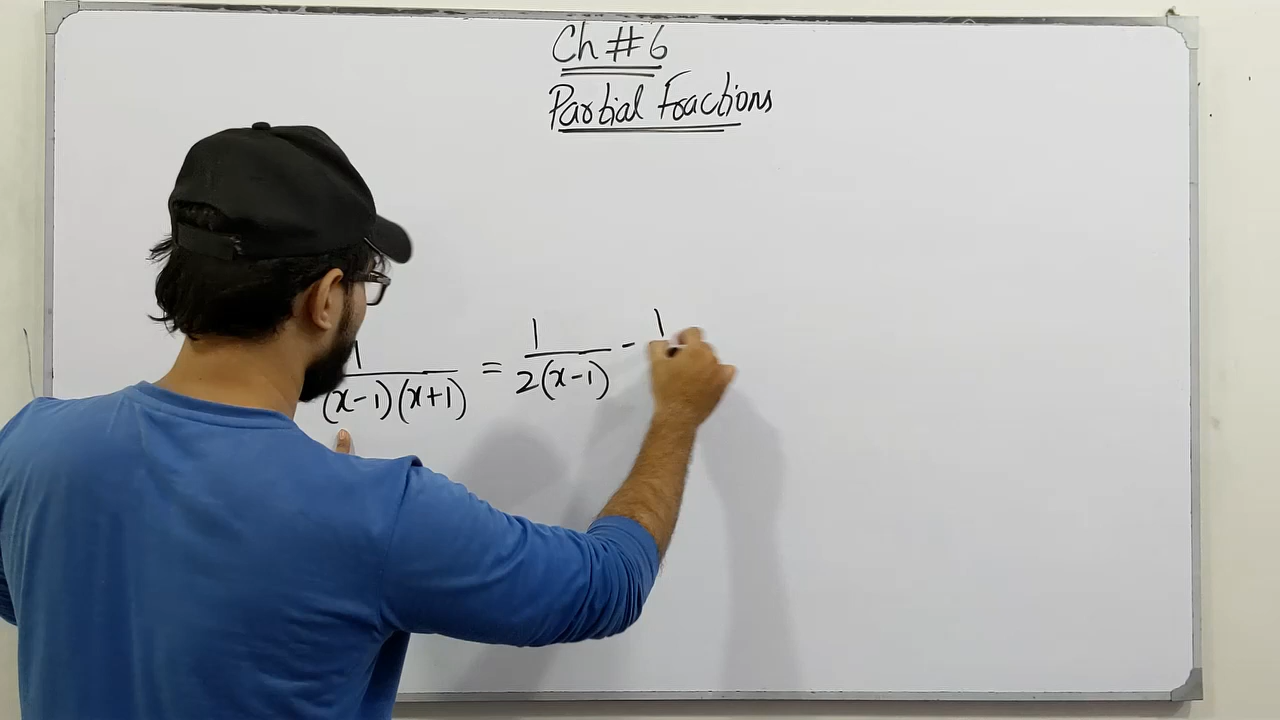 Ch # 6
Partial Fractions
1/(x-1)(x+1) = 1/2(x-1) - 1